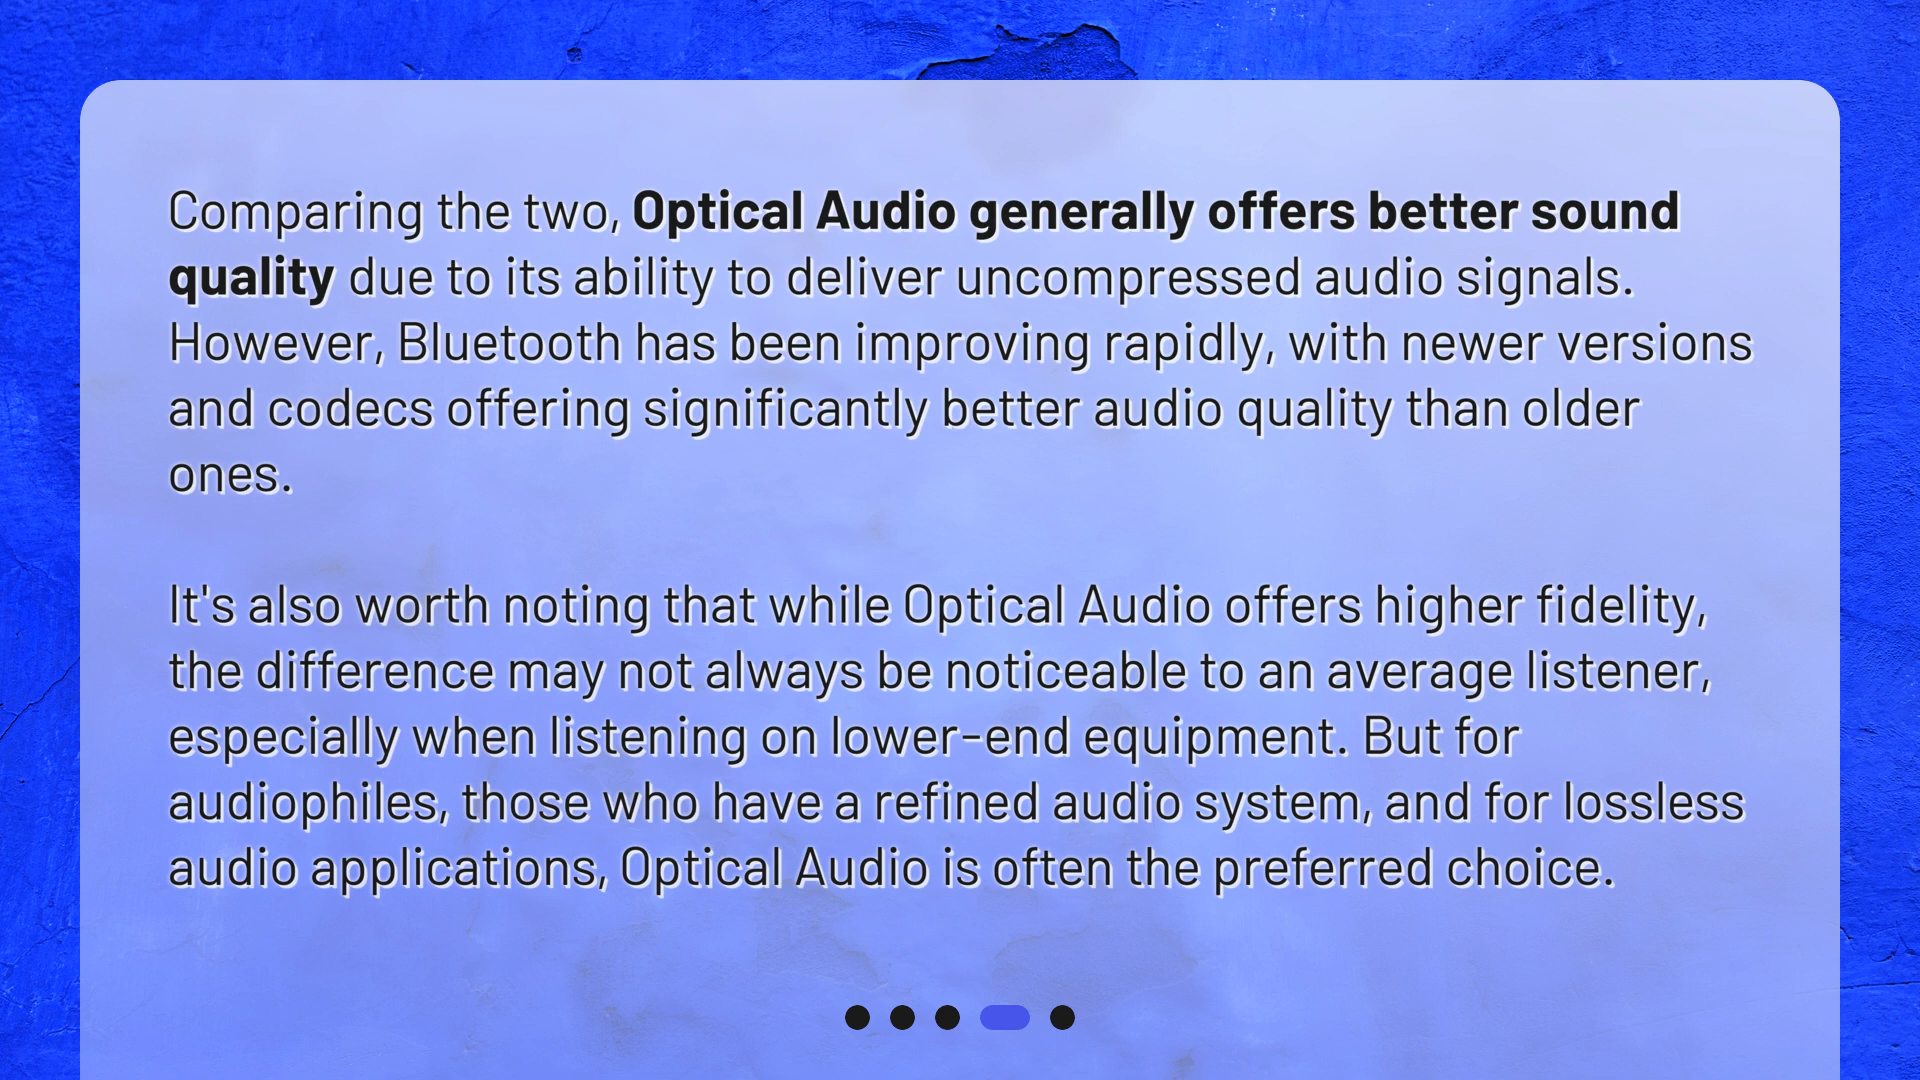 Comparing the two, Optical Audio generally offers better sound
quality due to its ability to deliver uncompressed audio signals.
However, Bluetooth has been improving rapidly, with newer versions
and codecs offering significantly better audio quality than older
ones.
It's also worth noting that while Optical Audio offers higher fidelity,
the difference may not always be noticeable to an average listener,
especially when listening on lower-end equipment. But for
audiophiles, those who have a refined audio system, and for lossless
audio applications, Optical Audio is often the preferred choice.